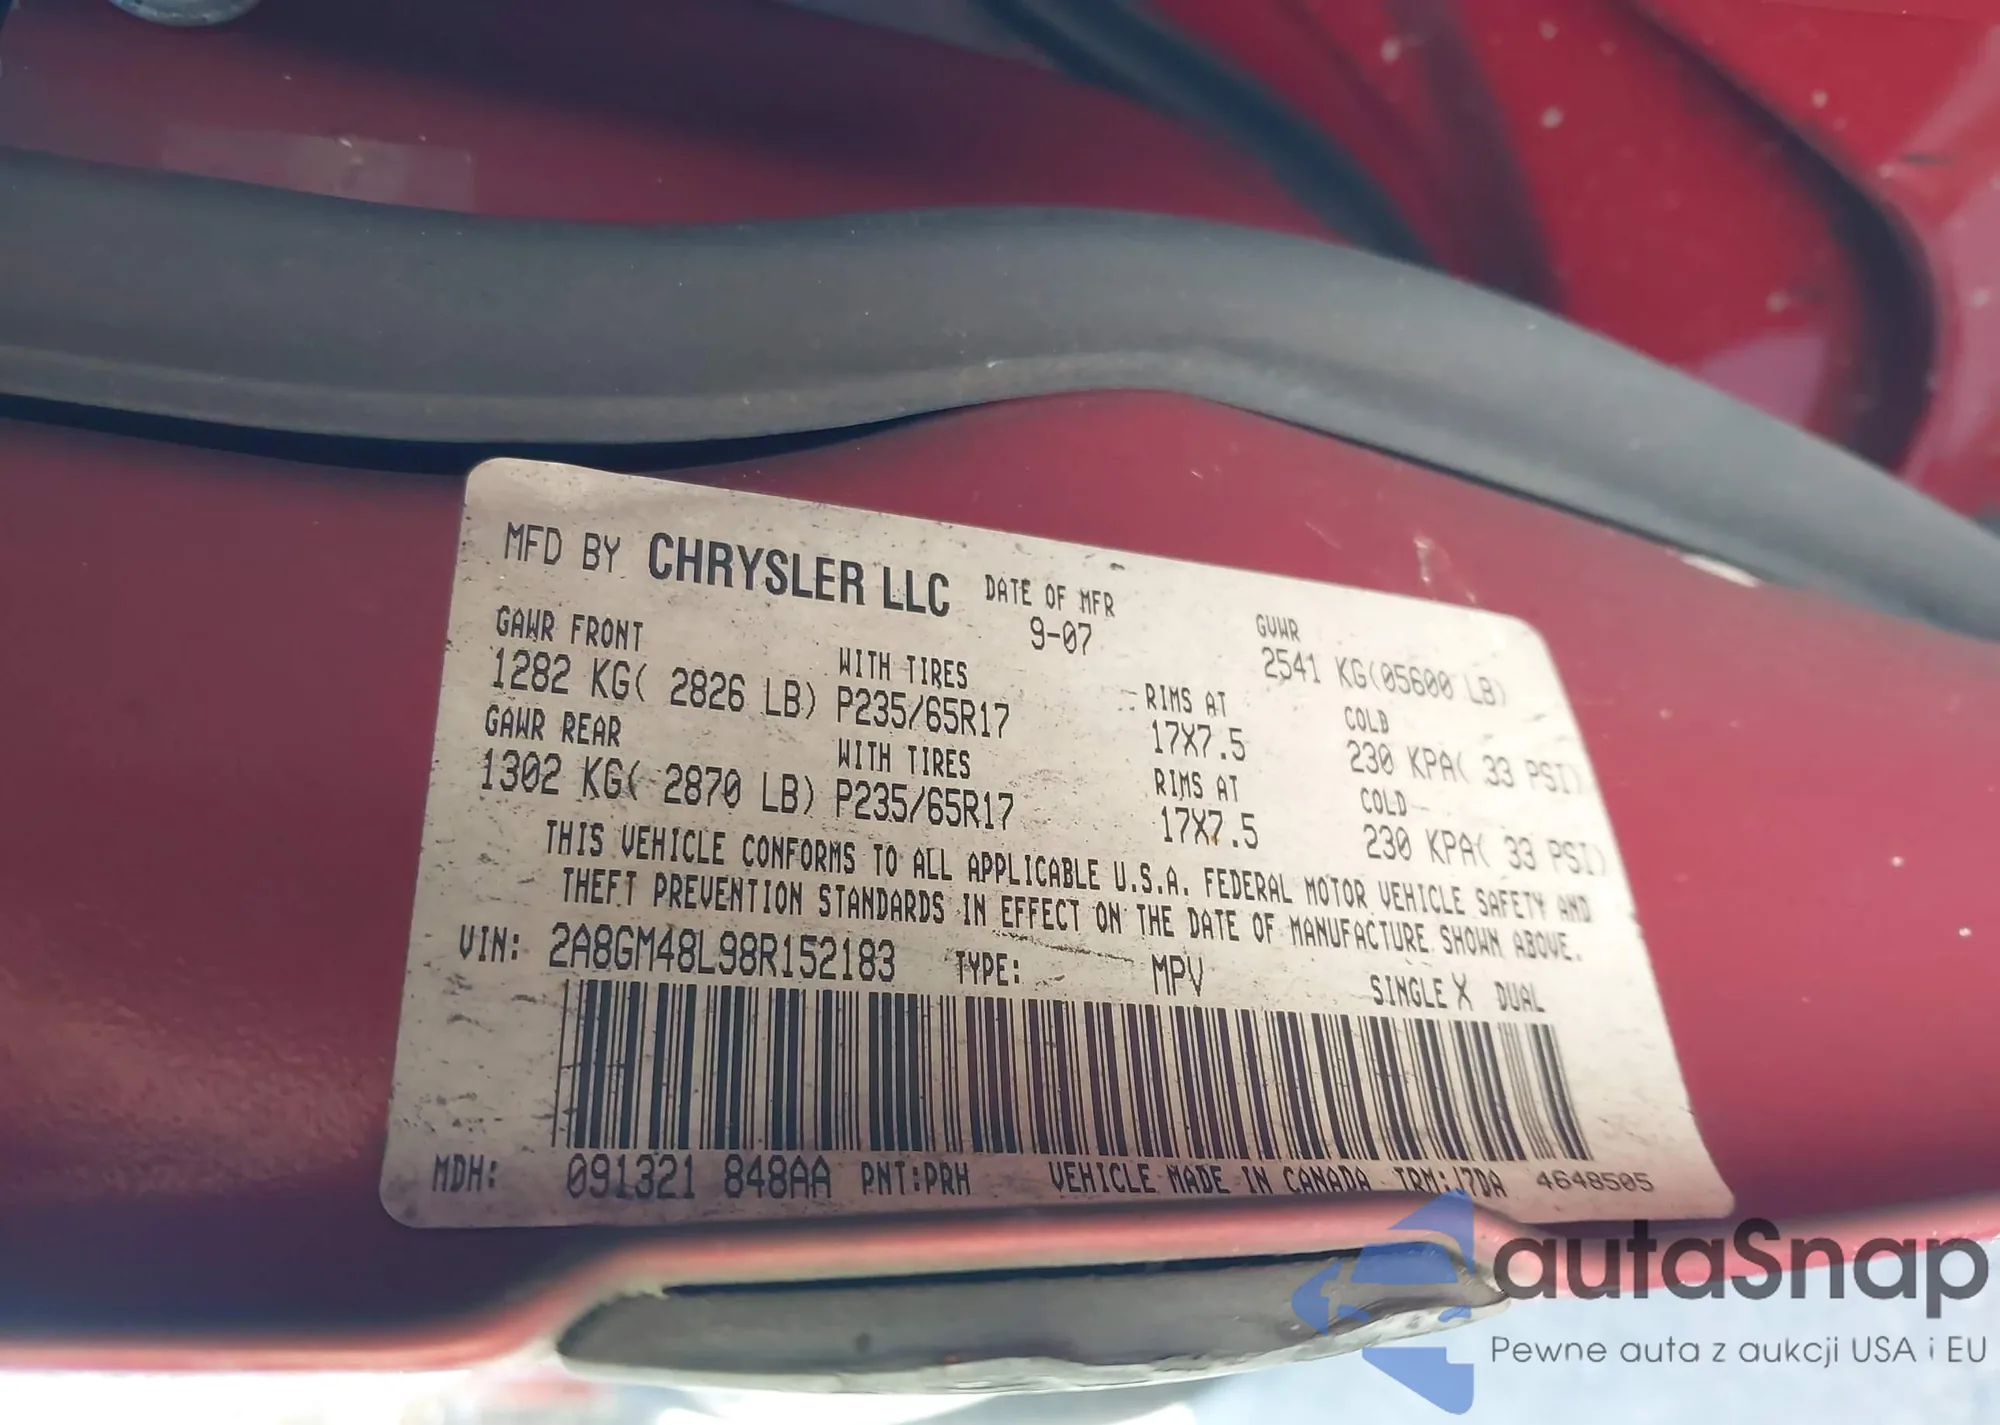 MFD BY CHRYSLER LLC DATE OF MFR GVWR
9-07 2541 KG(05600 LB)
GAWR FRONT WITH TIRES RIMS AT COLD
1282 KG( 2826 LB) P235/65R17 17X7.5 230 KPA( 33 PSI)
GAWR REAR WITH TIRES RIMS AT COLD
1302 KG( 2870 LB) P235/65R17 17X7.5 230 KPA( 33 PSI)
THIS VEHICLE CONFORMS TO ALL APPLICABLE U.S.A. FEDERAL MOTOR VEHICLE SAFETY AND
THEFT PREVENTION STANDARDS IN EFFECT ON THE DATE OF MANUFACTURE SHOWN ABOVE.
VIN: 2A8GM48L98R152183 TYPE: MPV SINGLE X DUAL
MDH: 091321 848AA PNT:PRH VEHICLE MADE IN CANADA TRM:J7DA 4648505
autaSnap
Pewne auta z aukcji USA i EU